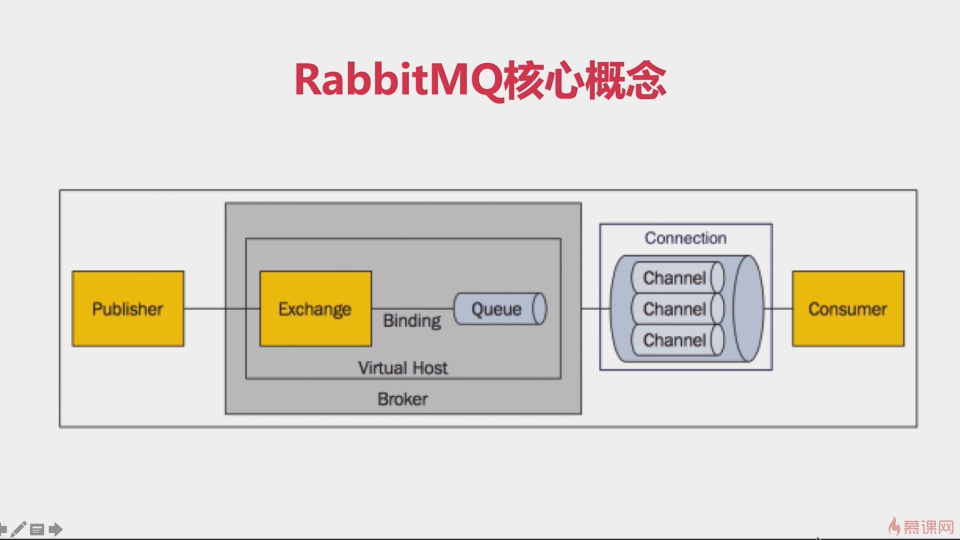 RabbitMQ核心概念
Connection
Channel
Publisher
Exchange
Binding
Queue
Channel
Consumer
Channel
Virtual Host
Broker
慕课网